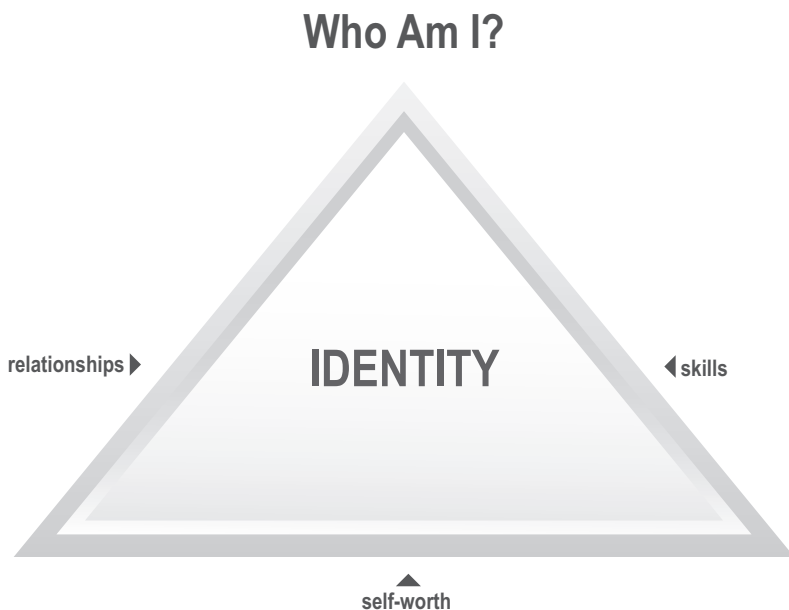 Who Am I?
relationships
IDENTITY
skills
self-worth